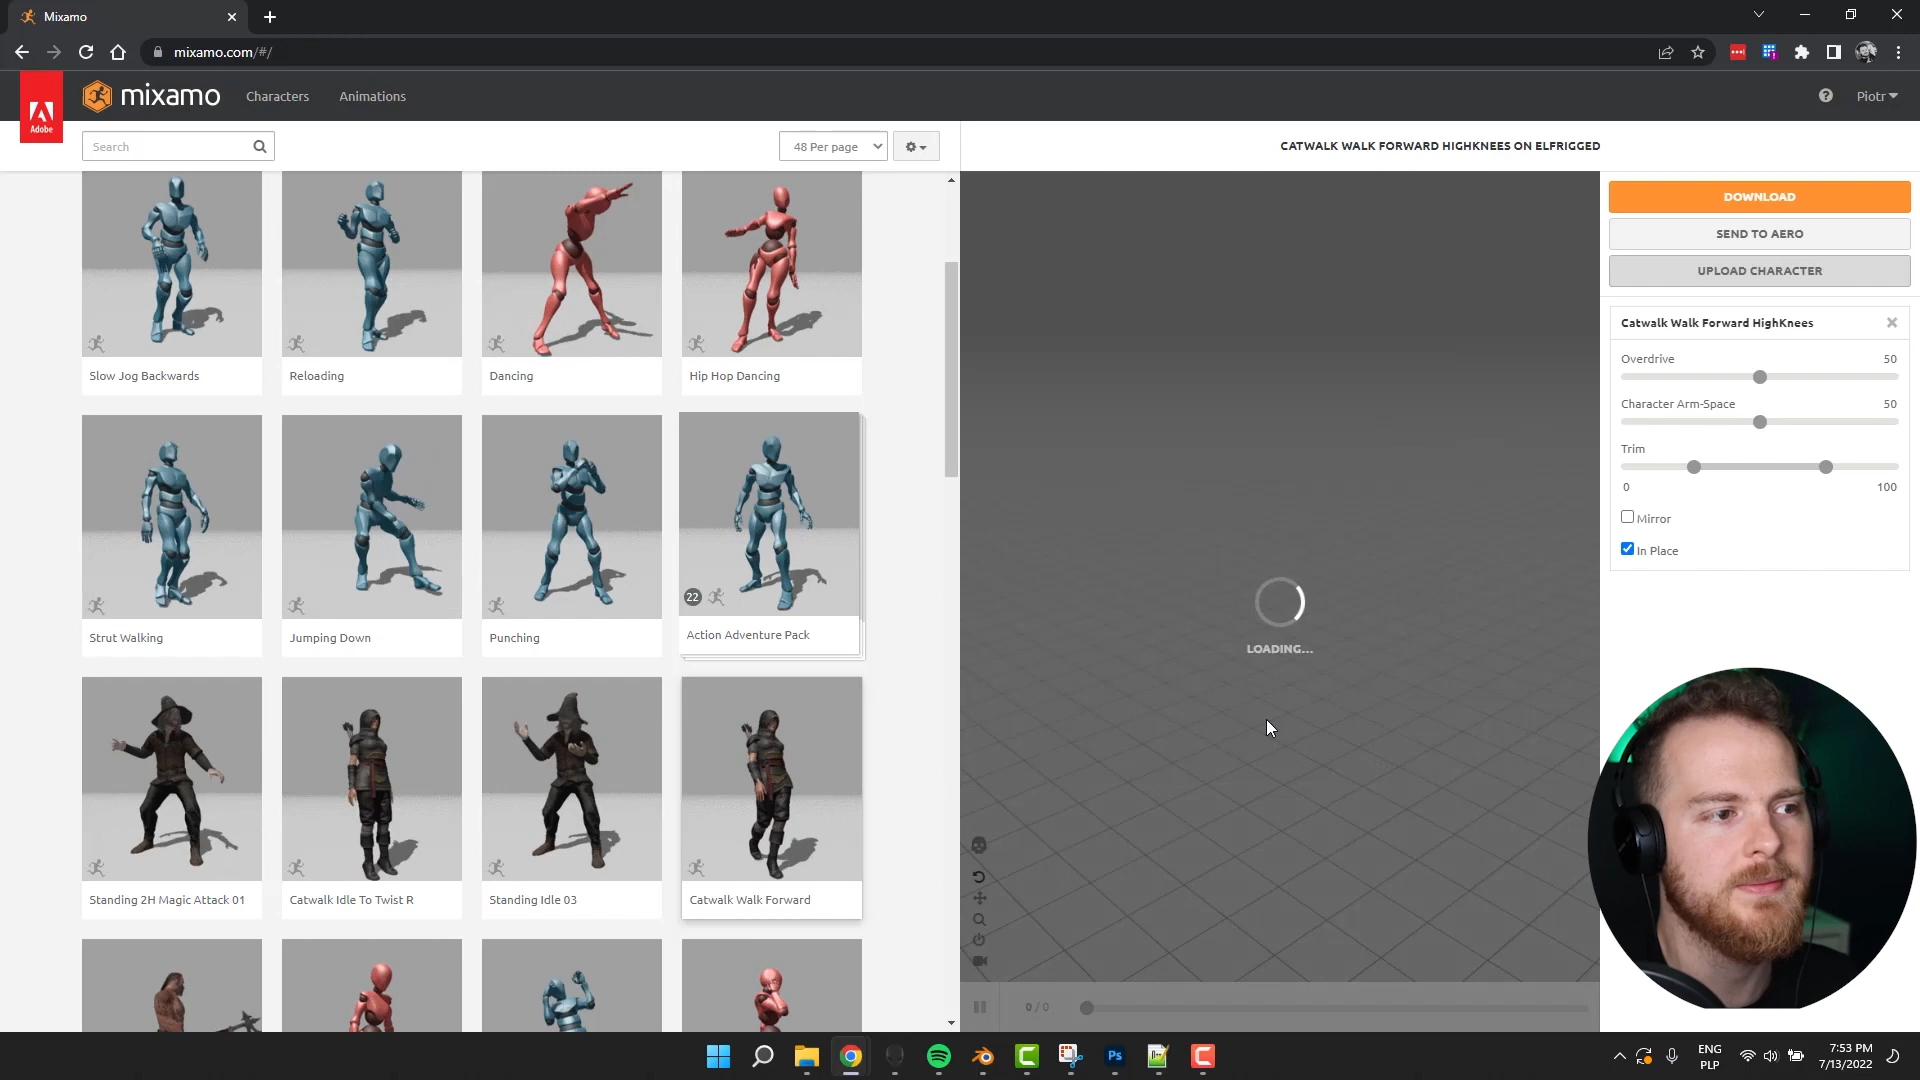 Mixamo
mixamo.com/#/
Adobe
mixamo
Characters
Animations
Piotr
Search
48 Per page
CATWALK WALK FORWARD HIGHKNEES ON ELFRIGGED
DOWNLOAD
SEND TO AERO
UPLOAD CHARACTER
Catwalk Walk Forward HighKnees
Overdrive 50
Character Arm-Space 50
Trim
0 100
Mirror
In Place
Slow Jog Backwards
Reloading
Dancing
Hip Hop Dancing
22
Strut Walking
Jumping Down
Punching
Action Adventure Pack
Standing 2H Magic Attack 01
Catwalk Idle To Twist R
Standing Idle 03
Catwalk Walk Forward
LOADING...
0 / 0
Ps
ENG
PLP
7:53 PM
7/13/2022